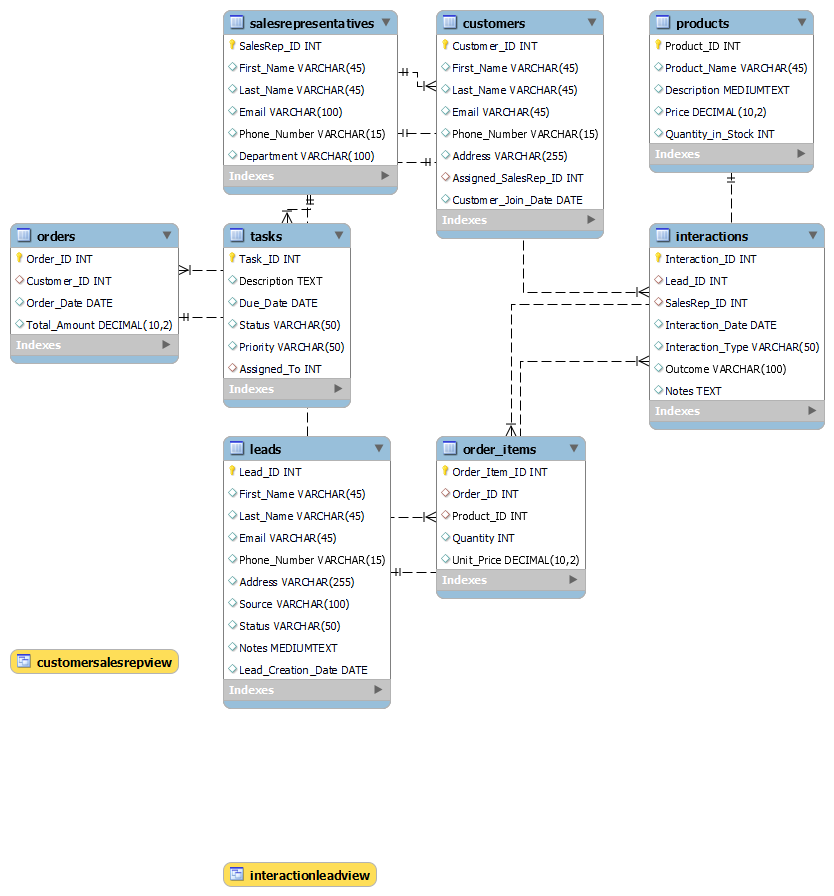 salesrepresentatives
SalesRep_ID INT
First_Name VARCHAR(45)
Last_Name VARCHAR(45)
Email VARCHAR(100)
Phone_Number VARCHAR(15)
Department VARCHAR(100)
Indexes
customers
Customer_ID INT
First_Name VARCHAR(45)
Last_Name VARCHAR(45)
Email VARCHAR(45)
Phone_Number VARCHAR(15)
Address VARCHAR(255)
Assigned_SalesRep_ID INT
Customer_Join_Date DATE
Indexes
products
Product_ID INT
Product_Name VARCHAR(45)
Description MEDIUMTEXT
Price DECIMAL(10,2)
Quantity_in_Stock INT
Indexes
orders
Order_ID INT
Customer_ID INT
Order_Date DATE
Total_Amount DECIMAL(10,2)
Indexes
tasks
Task_ID INT
Description TEXT
Due_Date DATE
Status VARCHAR(50)
Priority VARCHAR(50)
Assigned_To INT
Indexes
interactions
Interaction_ID INT
Lead_ID INT
SalesRep_ID INT
Interaction_Date DATE
Interaction_Type VARCHAR(50)
Outcome VARCHAR(100)
Notes TEXT
Indexes
leads
Lead_ID INT
First_Name VARCHAR(45)
Last_Name VARCHAR(45)
Email VARCHAR(45)
Phone_Number VARCHAR(15)
Address VARCHAR(255)
Source VARCHAR(100)
Status VARCHAR(50)
Notes MEDIUMTEXT
Lead_Creation_Date DATE
Indexes
order_items
Order_Item_ID INT
Order_ID INT
Product_ID INT
Quantity INT
Unit_Price DECIMAL(10,2)
Indexes
customersalesrepview
interactionleadview